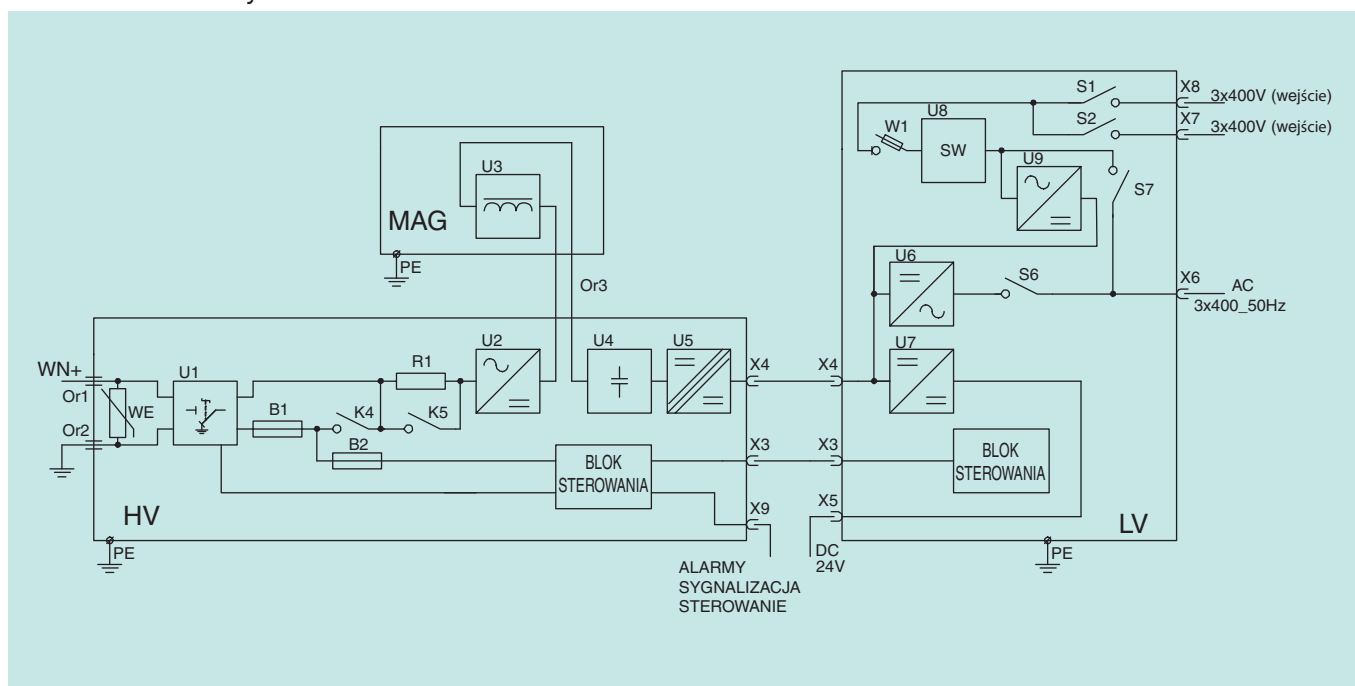 y
S1
X8
3x400V (wejście)
S2
X7
3x400V (wejście)
W1
U8
SW
U9
S7
U3
MAG
PE
Or3
U6
S6
X6
AC
3x400_50Hz
WN+
Or1
WE
Or2
U1
B1
R1
K4
K5
B2
U2
U4
U5
X4
X4
U7
BLOK
STEROWANIA
X3
X3
BLOK
STEROWANIA
X9
X5
HV
LV
PE
DC
24V
PE
ALARMY
SYGNALIZACJA
STEROWANIE